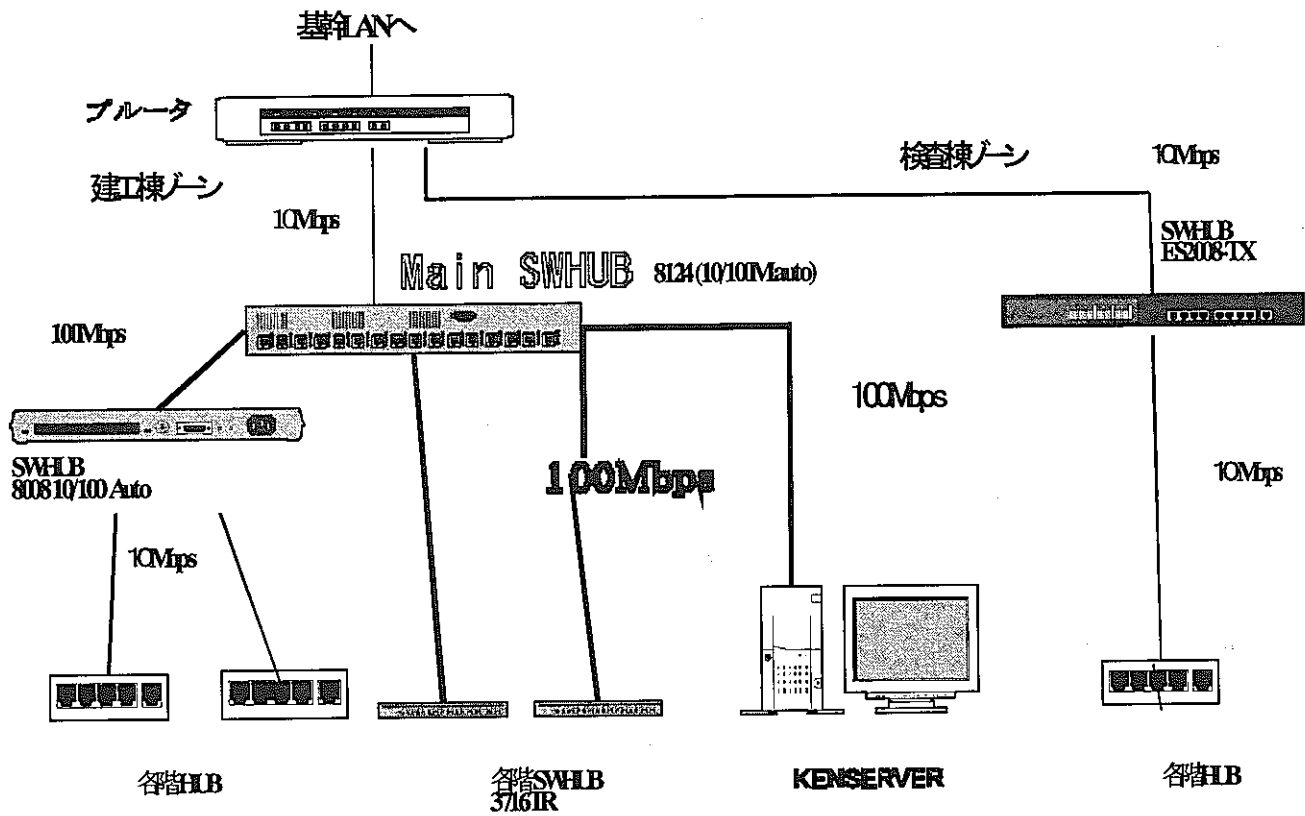 基幹LANへ
ブルータ
検査棟ゾーン
10Mbps
建工棟ゾーン
10Mbps
SWHUB
ES2008-TX
Main SWHUB
8124 (10/100Mauto)
100Mbps
100Mbps
SWHUB
8008 10/100 Auto
100Mbps
10Mbps
10Mbps
各階HUB
各階SWHUB
3716TR
KENSERVER
各階HUB